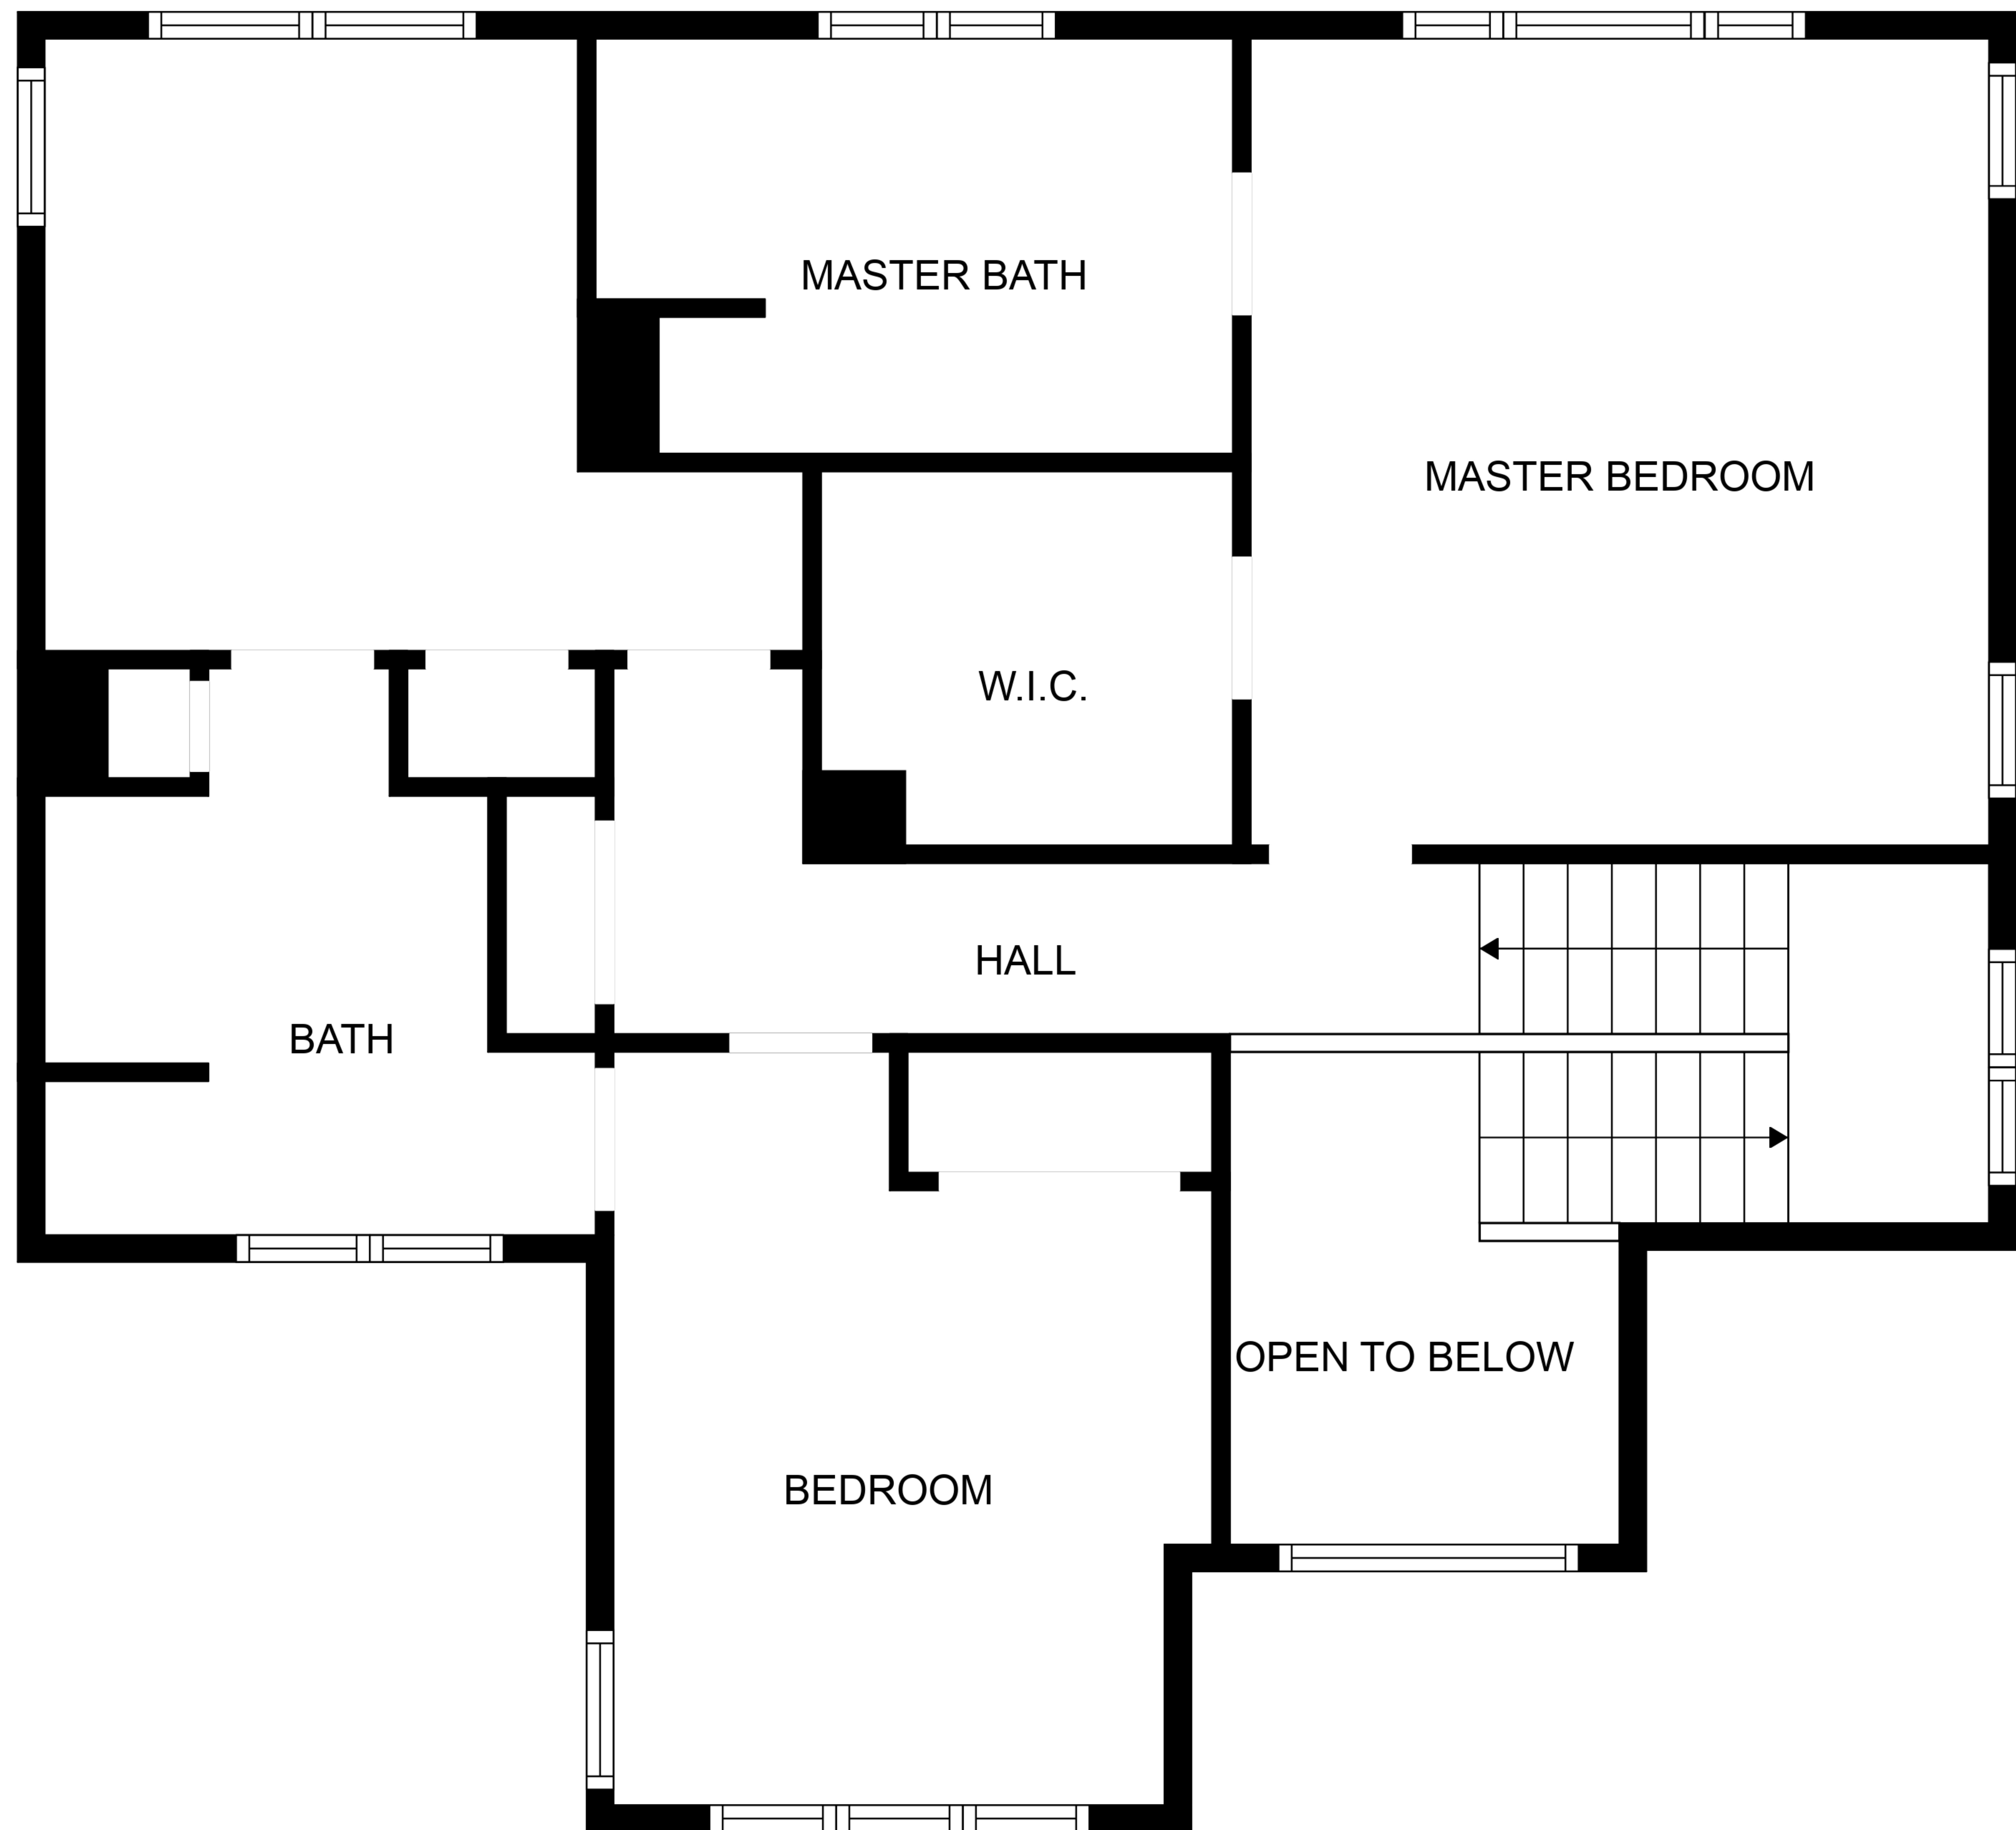 MASTER BATH
MASTER BEDROOM
W.I.C.
HALL
BATH
OPEN TO BELOW
BEDROOM